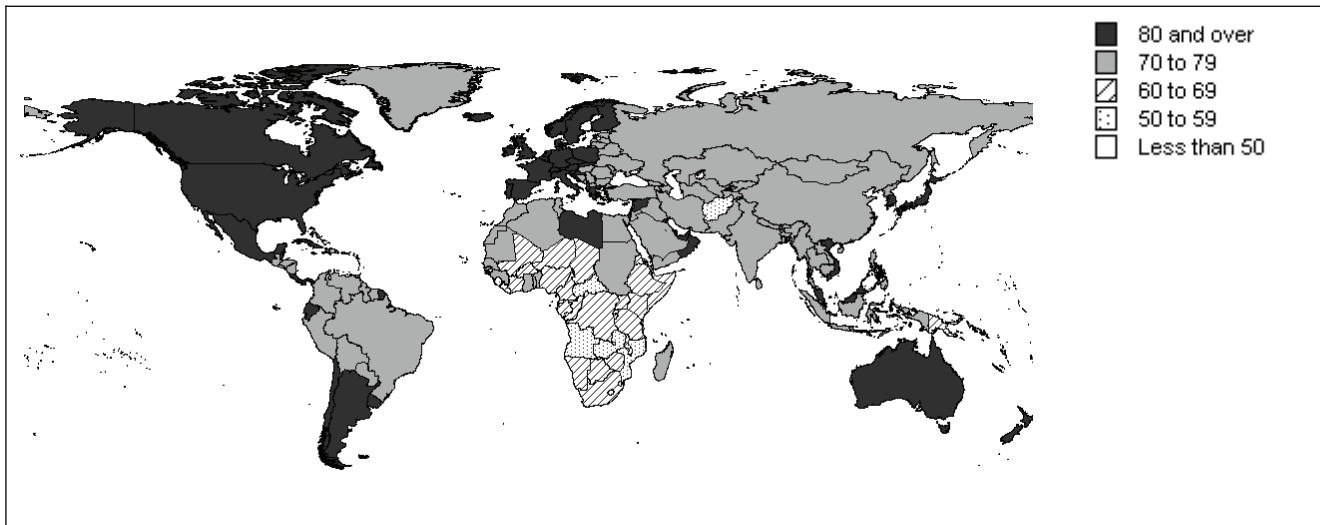 80 and over
70 to 79
60 to 69
50 to 59
Less than 50